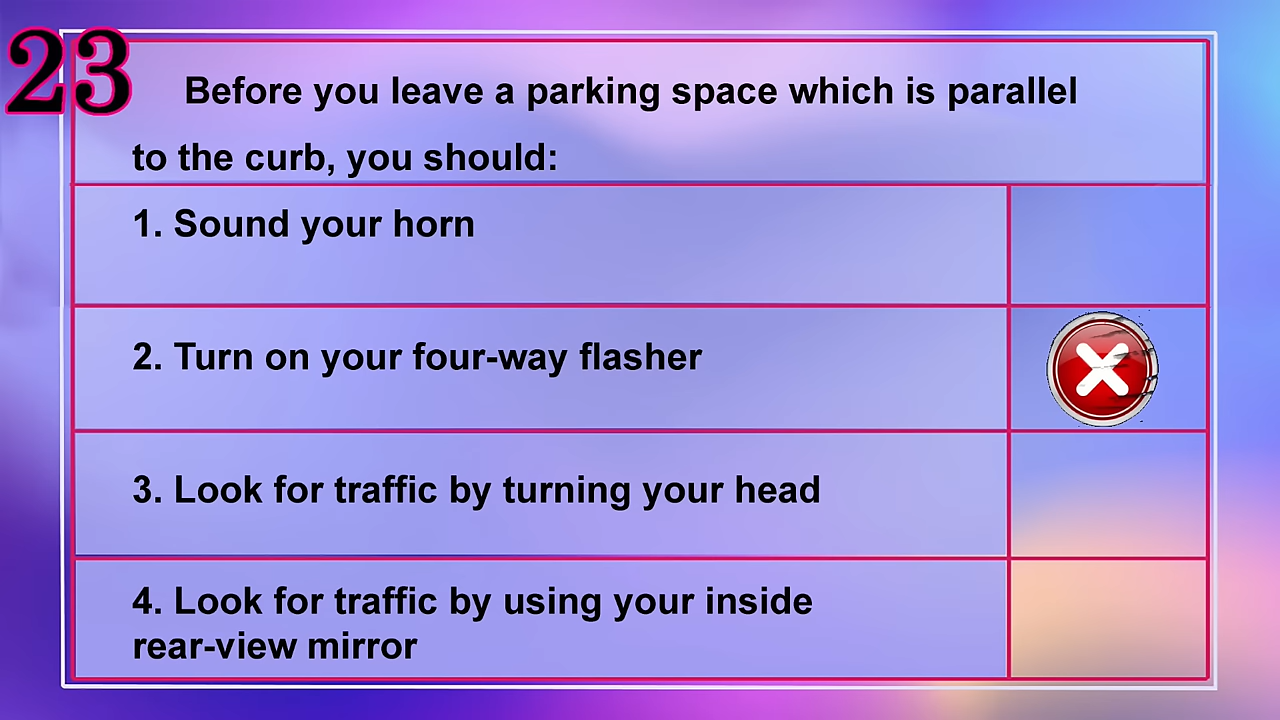 23
Before you leave a parking space which is parallel
to the curb, you should:
1. Sound your horn
2. Turn on your four-way flasher
3. Look for traffic by turning your head
4. Look for traffic by using your inside
rear-view mirror